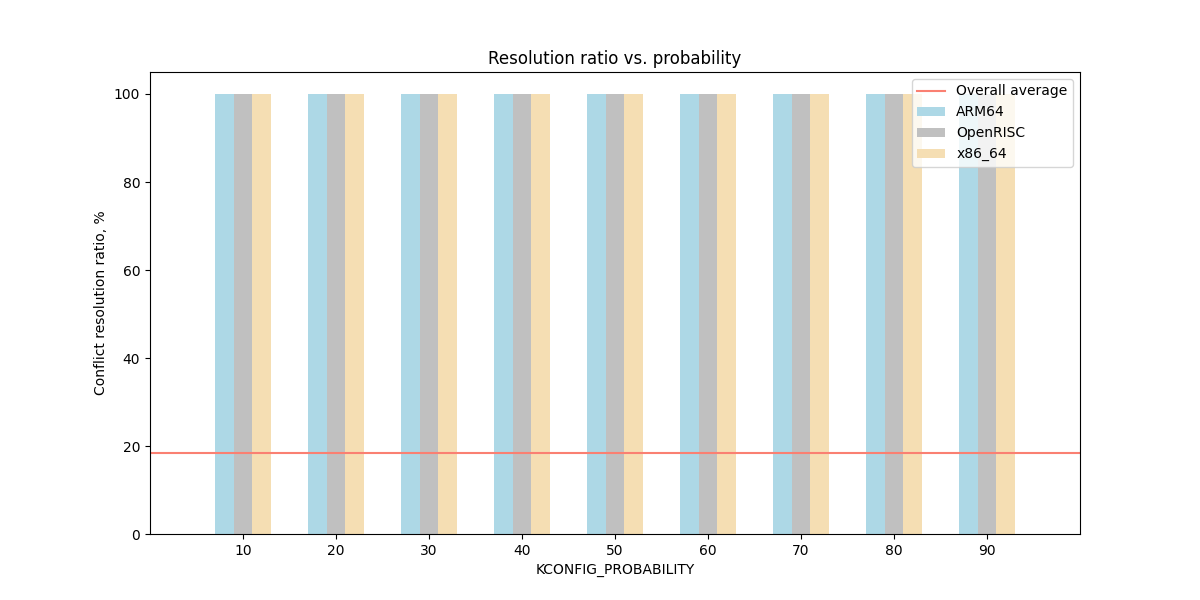 Resolution ratio vs. probability
Conflict resolution ratio, %
100
80
60
40
20
0
Overall average
ARM64
OpenRISC
x86_64
10 20 30 40 50 60 70 80 90
KCONFIG_PROBABILITY